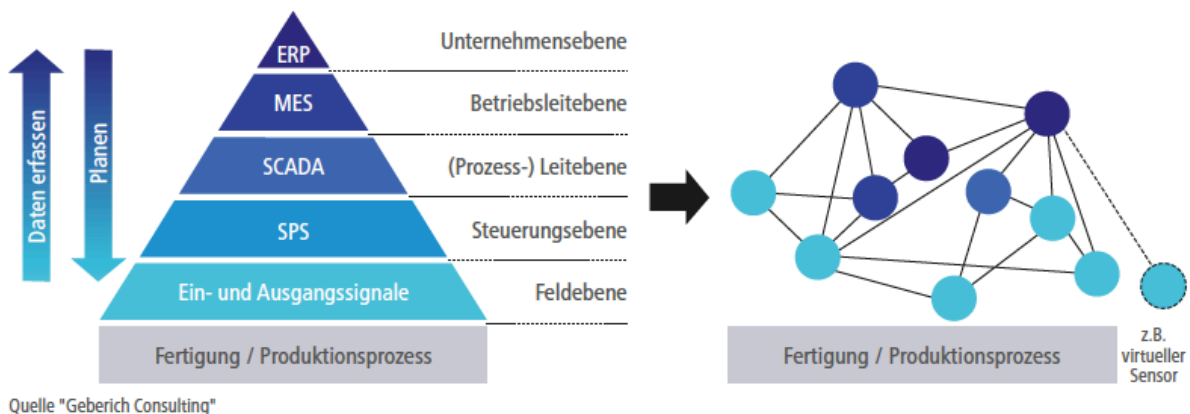 Daten erfassen
Planen
ERP
Unternehmensebene
MES
Betriebsleitebene
SCADA
(Prozess-) Leitebene
SPS
Steuerungsebene
Ein- und Ausgangssignale
Feldebene
Fertigung / Produktionsprozess
Fertigung / Produktionsprozess
z.B.
virtueller
Sensor
Quelle "Geberich Consulting"